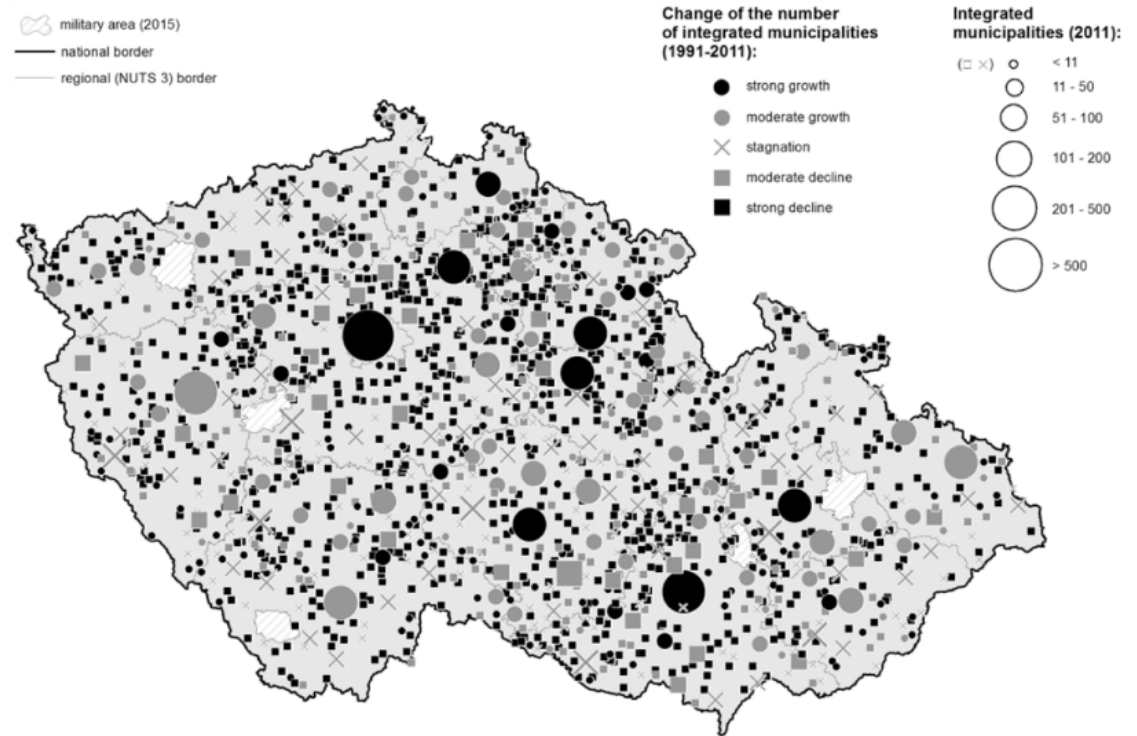 military area (2015)
national border
regional (NUTS 3) border
Change of the number
of integrated municipalities
(1991-2011):
strong growth
moderate growth
stagnation
moderate decline
strong decline
Integrated
municipalities (2011):
(□ ×) < 11
11 - 50
51 - 100
101 - 200
201 - 500
> 500